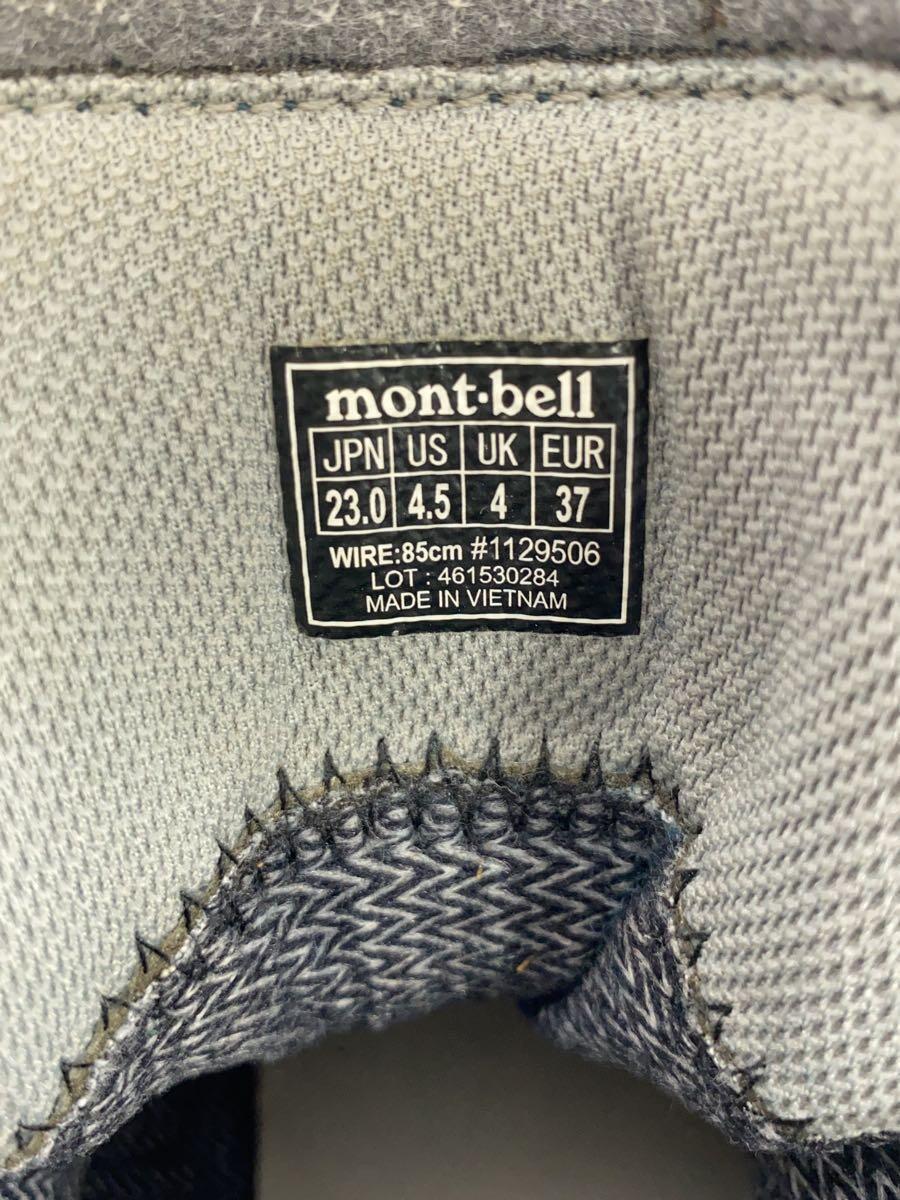 mont·bell
JPN US UK EUR
23.0 4.5 4 37
WIRE:85cm #1129506
LOT : 461530284
MADE IN VIETNAM